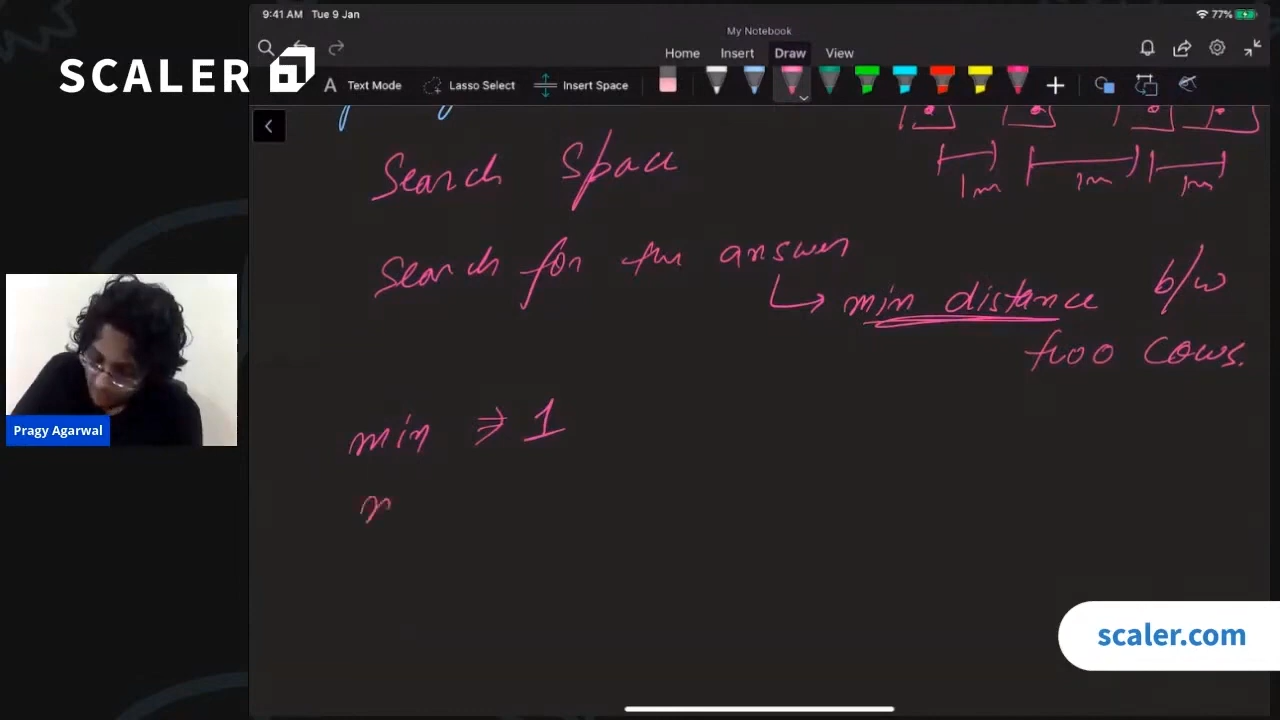 9:41 AM Tue 9 Jan
77%
My Notebook
SCALER
Home Insert Draw View
A Text Mode Lasso Select Insert Space
Search Space
1m 1m 1m
Search for the answer
min distance b/w
two cows.
min ⇒ 1
Pragy Agarwal
scaler.com